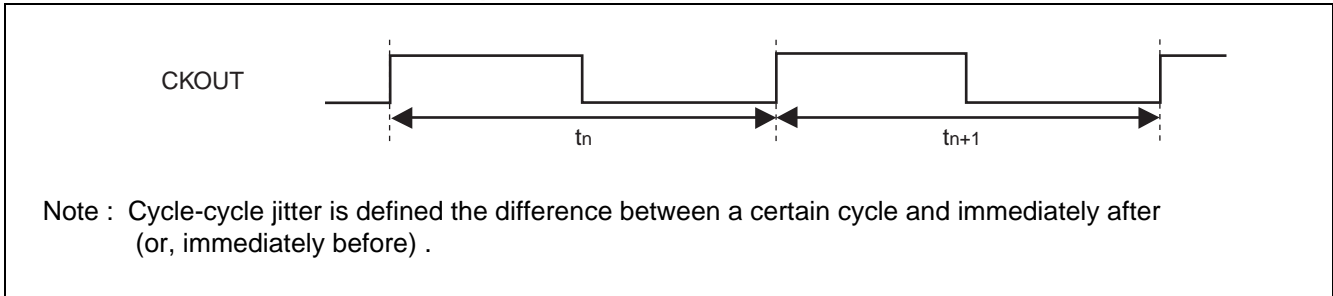 CKOUT
tn
tn+1
Note : Cycle-cycle jitter is defined the difference between a certain cycle and immediately after
(or, immediately before) .